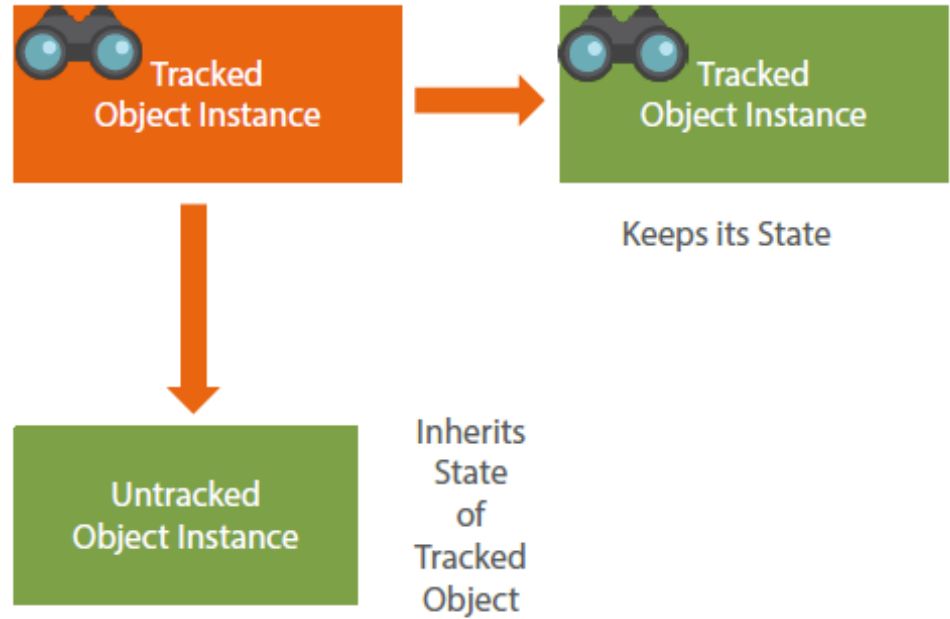 Tracked
Object Instance
Tracked
Object Instance
Keeps its State
Untracked
Object Instance
Inherits
State
of
Tracked
Object